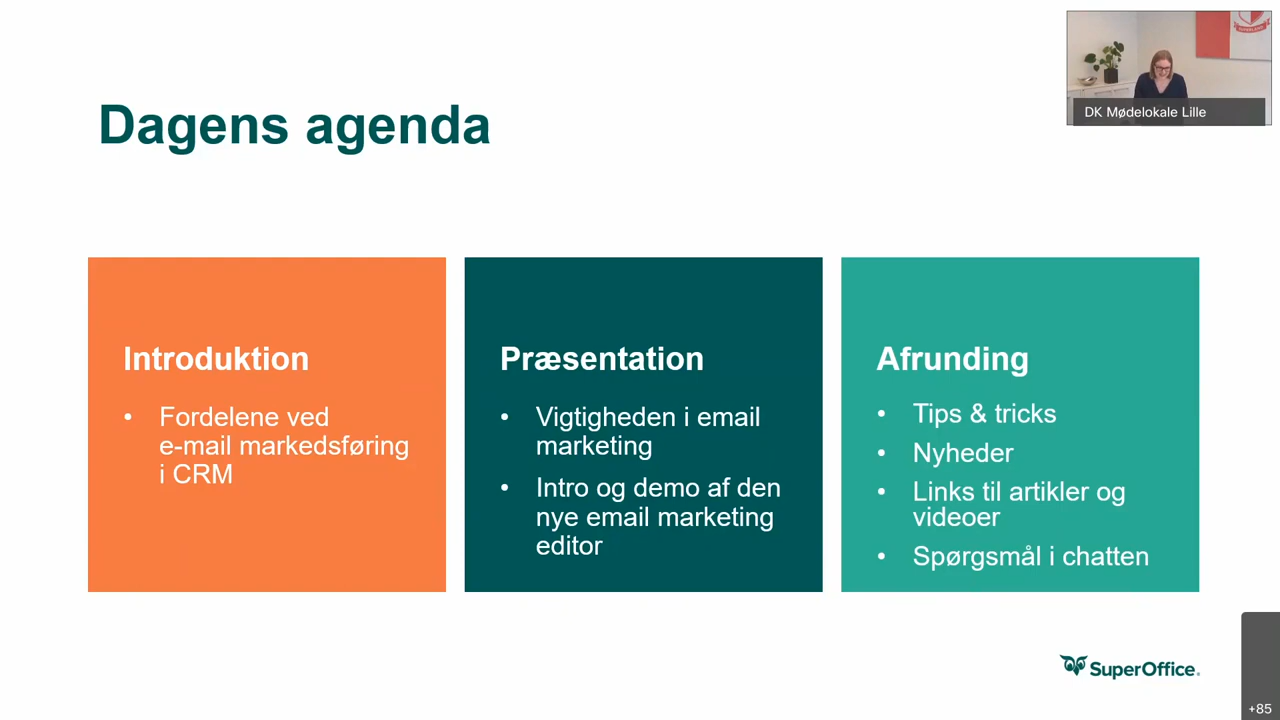 Dagens agenda
DK Mødelokale Lille
Introduktion
• Fordelene ved
e-mail markedsføring
i CRM
Præsentation
• Vigtigheden i email
marketing
• Intro og demo af den
nye email marketing
editor
Afrunding
• Tips & tricks
• Nyheder
• Links til artikler og
videoer
• Spørgsmål i chatten
SuperOffice.
+85